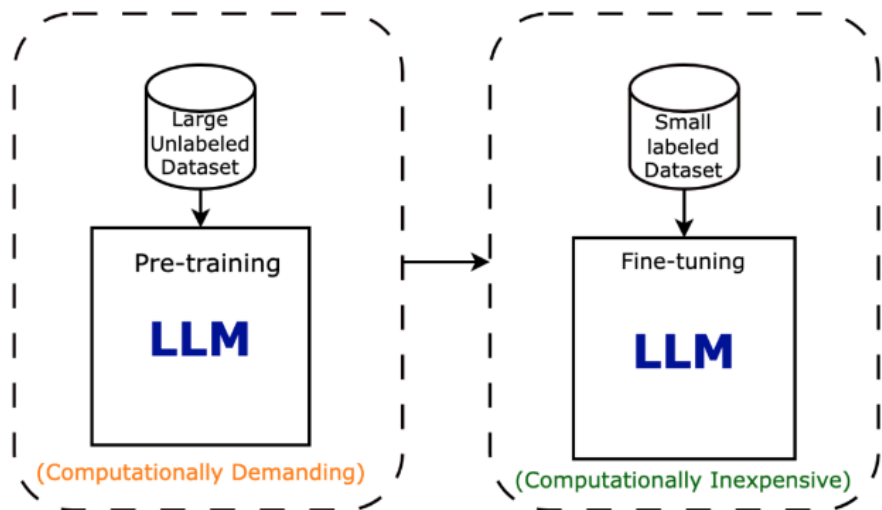 Large
Unlabeled
Dataset
Pre-training
LLM
(Computationally Demanding)
Small
labeled
Dataset
Fine-tuning
LLM
(Computationally Inexpensive)